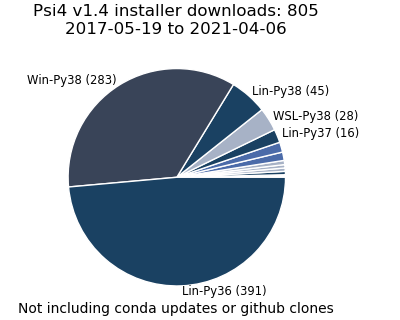 Psi4 v1.4 installer downloads: 805
2017-05-19 to 2021-04-06
Win-Py38 (283)
Lin-Py38 (45)
WSL-Py38 (28)
Lin-Py37 (16)
Lin-Py36 (391)
Not including conda updates or github clones